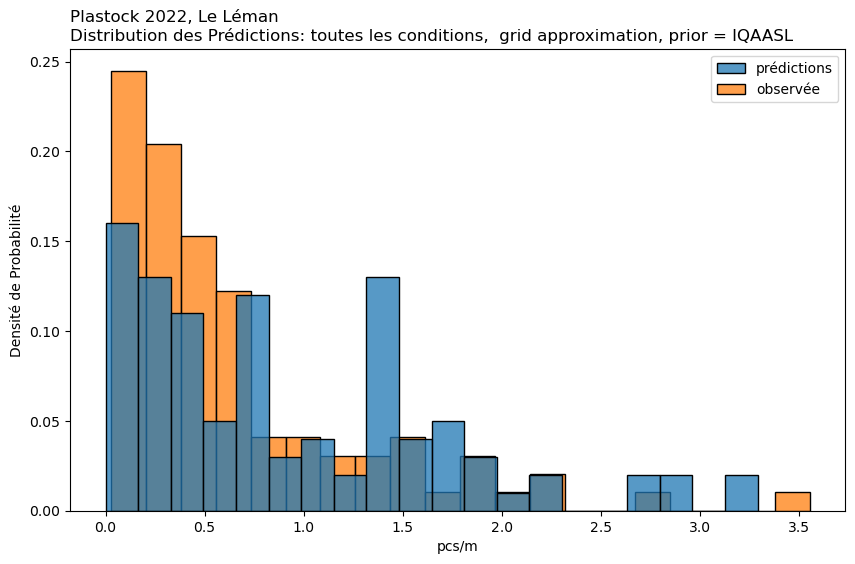 Plastock 2022, Le Léman
Distribution des Prédictions: toutes les conditions,  grid approximation, prior = IQAASL
prédictions
observée
0.25
0.20
0.15
0.10
0.05
0.00
Densité de Probabilité
0.0
0.5
1.0
1.5
2.0
2.5
3.0
3.5
pcs/m